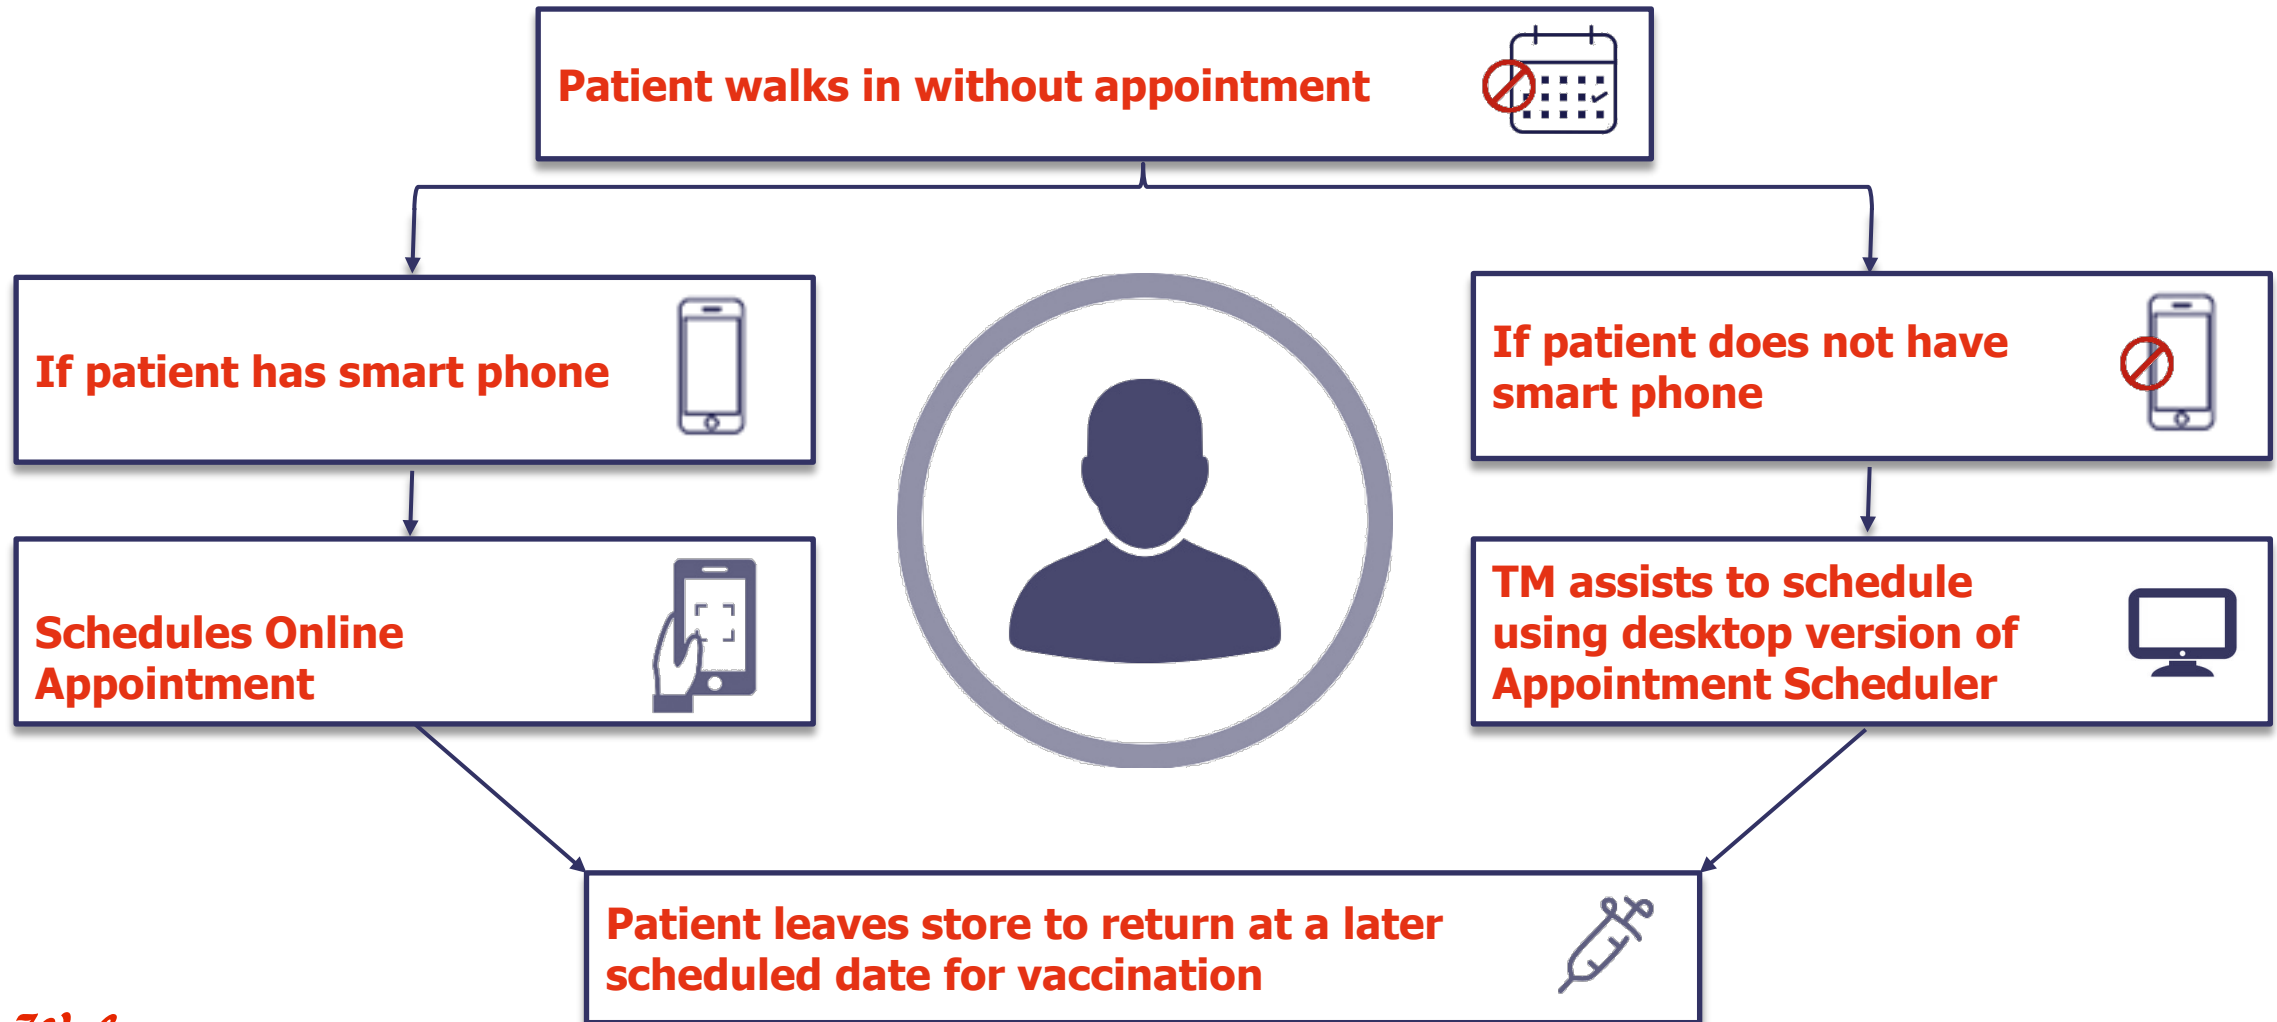 Patient walks in without appointment
If patient has smart phone
If patient does not have
smart phone
Schedules Online
Appointment
TM assists to schedule
using desktop version of
Appointment Scheduler
Patient leaves store to return at a later
scheduled date for vaccination